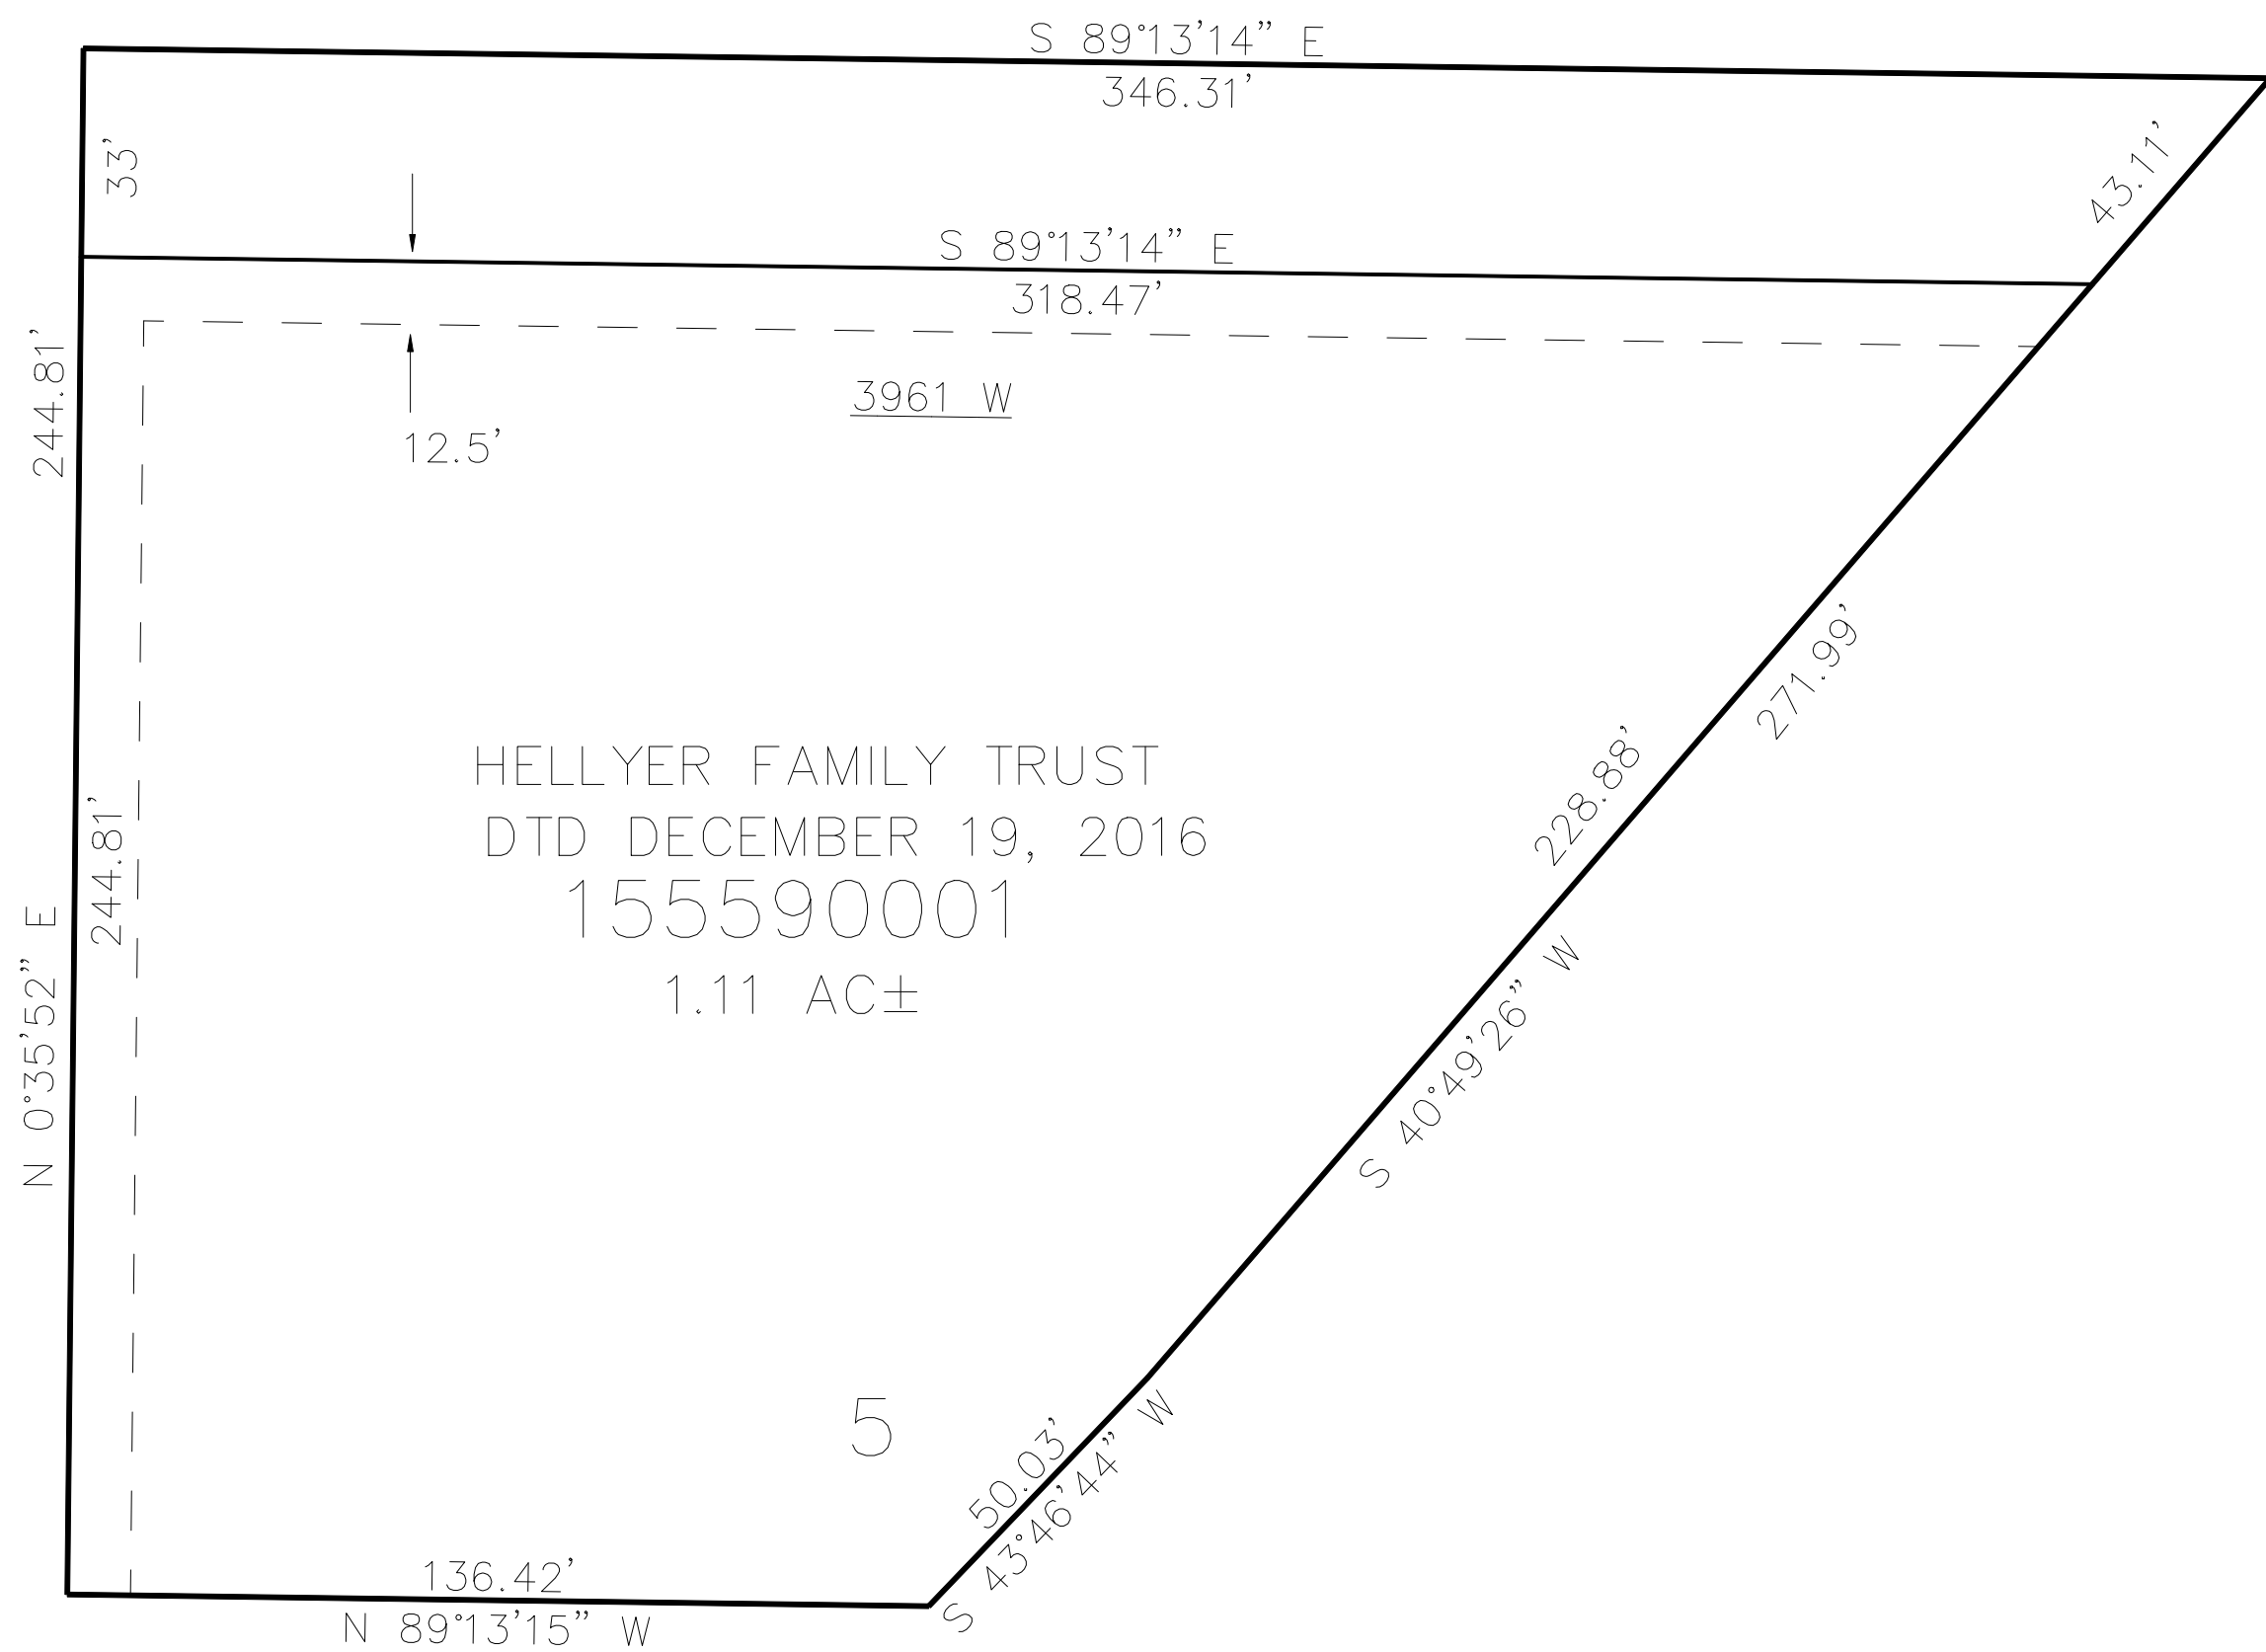 S 89°13'14" E
346.31'
33'
43.11'
S 89°13'14" E
318.47'
244.81'
3961 W
12.5'
271.99'
228.88'
HELLYER FAMILY TRUST
DTD DECEMBER 19, 2016
155590001
1.11 AC±
244.81'
N 0°35'52" E
S 40°49'26" W
5
50.03'
S 43°46'44" W
136.42'
N 89°13'15" W